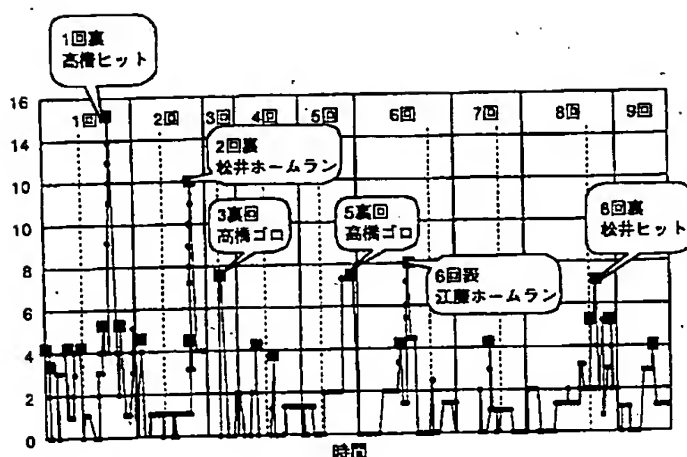 1回裏
高橋ヒット
16
14
12
10
8
6
4
2
0
1回
2回
3回
4回
5回
6回
7回
8回
9回
2回裏
松井ホームラン
3裏回
高橋ゴロ
5裏回
高橋ゴロ
江藤ホームラン
8回裏
松井ヒット
時間